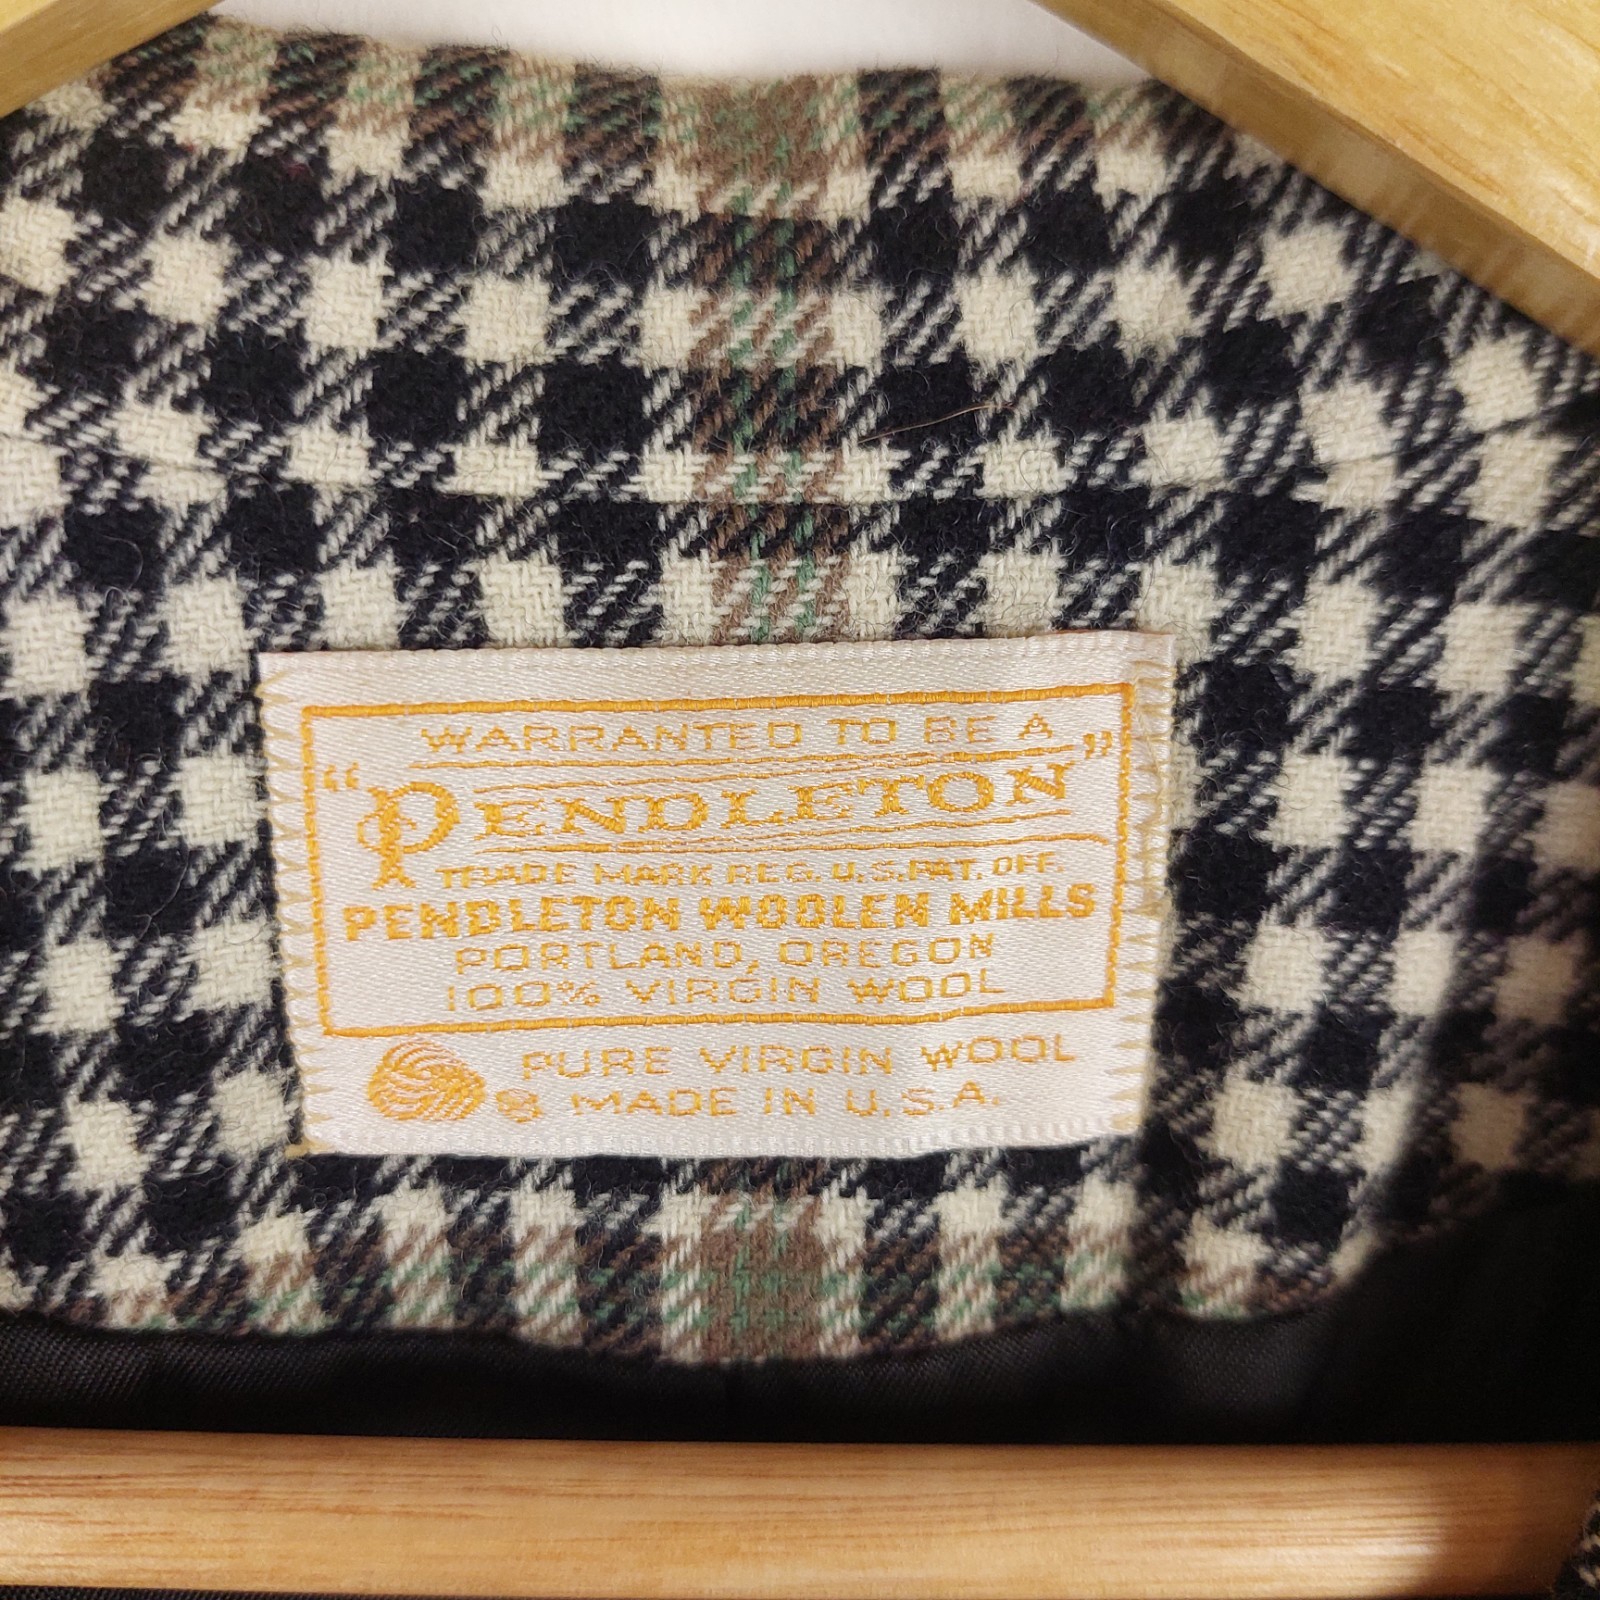 WARRANTED TO BE A
"PENDLETON"
TRADE MARK REG. U.S. PAT. OFF.
PENDLETON WOOLEN MILLS
PORTLAND, OREGON
100% VIRGIN WOOL
PURE VIRGIN WOOL
MADE IN U.S.A.